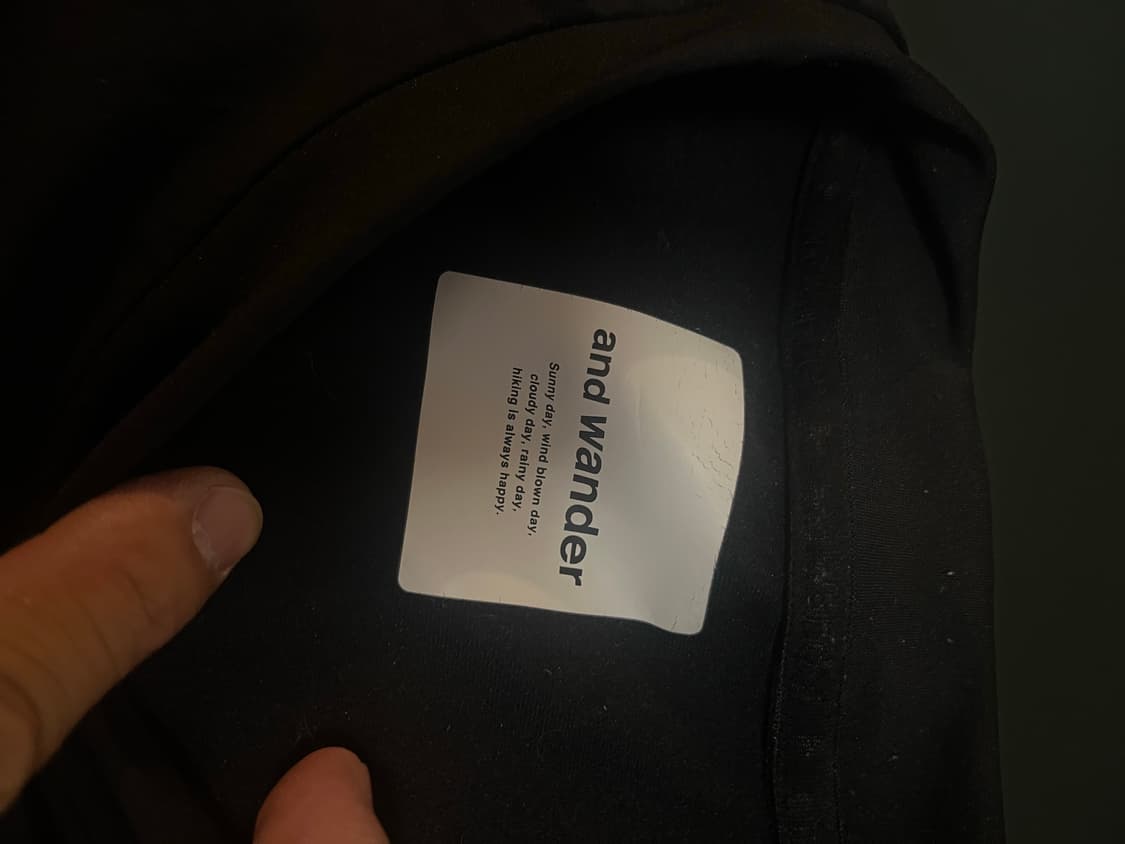 and wander
Sunny day, wind blown day,
cloudy day, rainy day,
hiking is always happy.